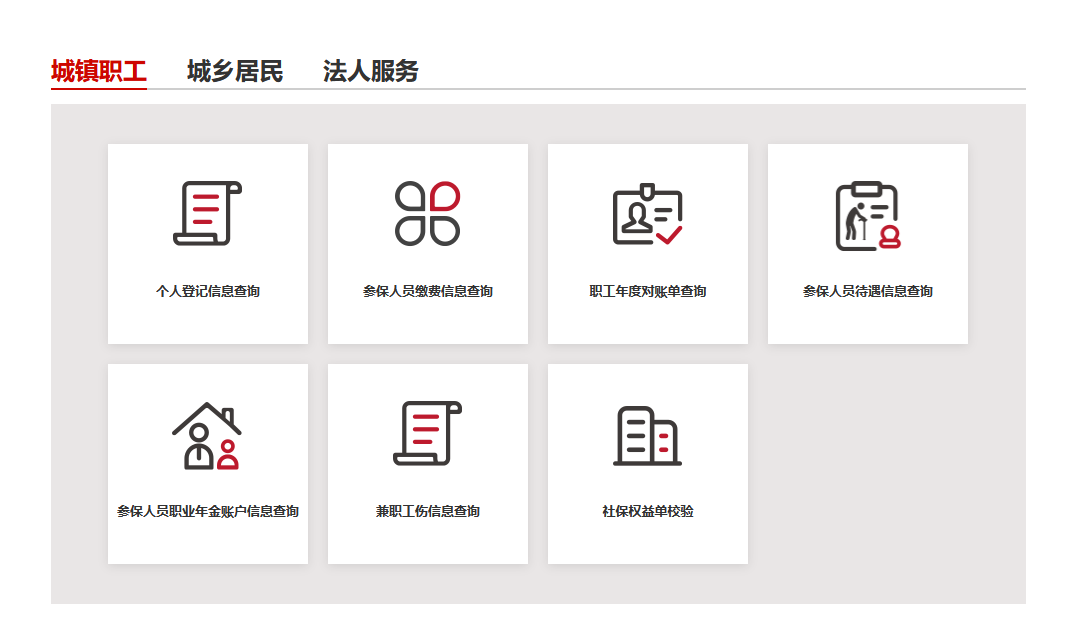 城镇职工 城乡居民 法人服务
个人登记信息查询 参保人员缴费信息查询 职工年度对账单查询 参保人员待遇信息查询
参保人员职业年金账户信息查询 兼职工伤信息查询 社保权益单校验